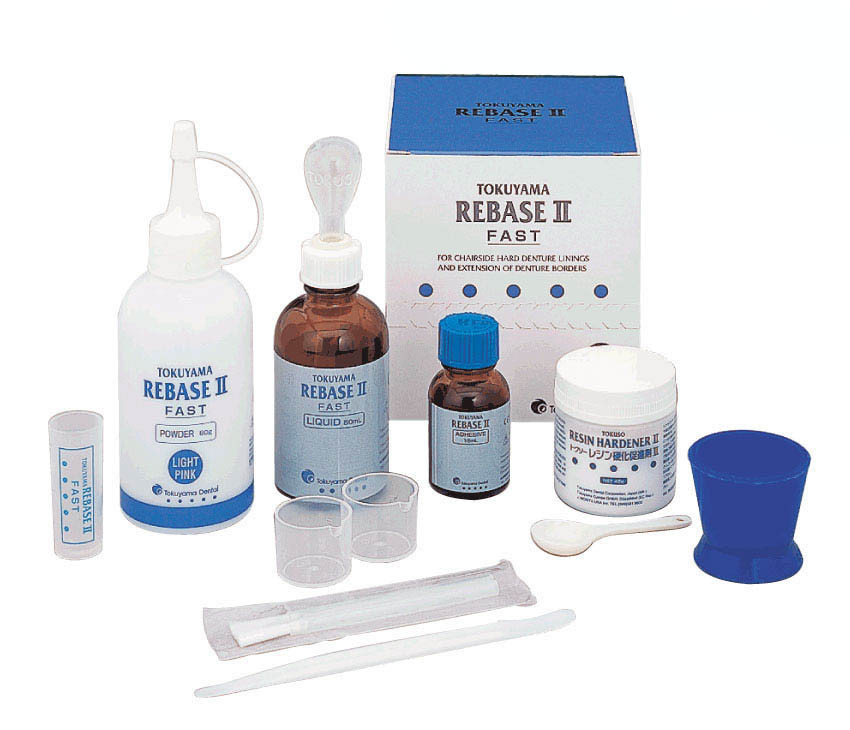 TOKUYAMA
REBASE II
FAST
TOKUYAMA
REBASE II
FAST
FOR CHAIRSIDE HARD DENTURE LININGS
AND EXTENSION OF DENTURE BORDERS
TOKUYAMA
REBASE II
FAST
POWDER 80g
LIGHT
PINK
Tokuyama Dental
TOKUYAMA
REBASE II
FAST
LIQUID
Tokuyama Dental
TOKUYAMA
REBASE II
ADHESIVE
TOKUSO
RESIN HARDENER II
トクソーレジン硬化促進剤II
TOKUYAMA
REBASE II
FAST